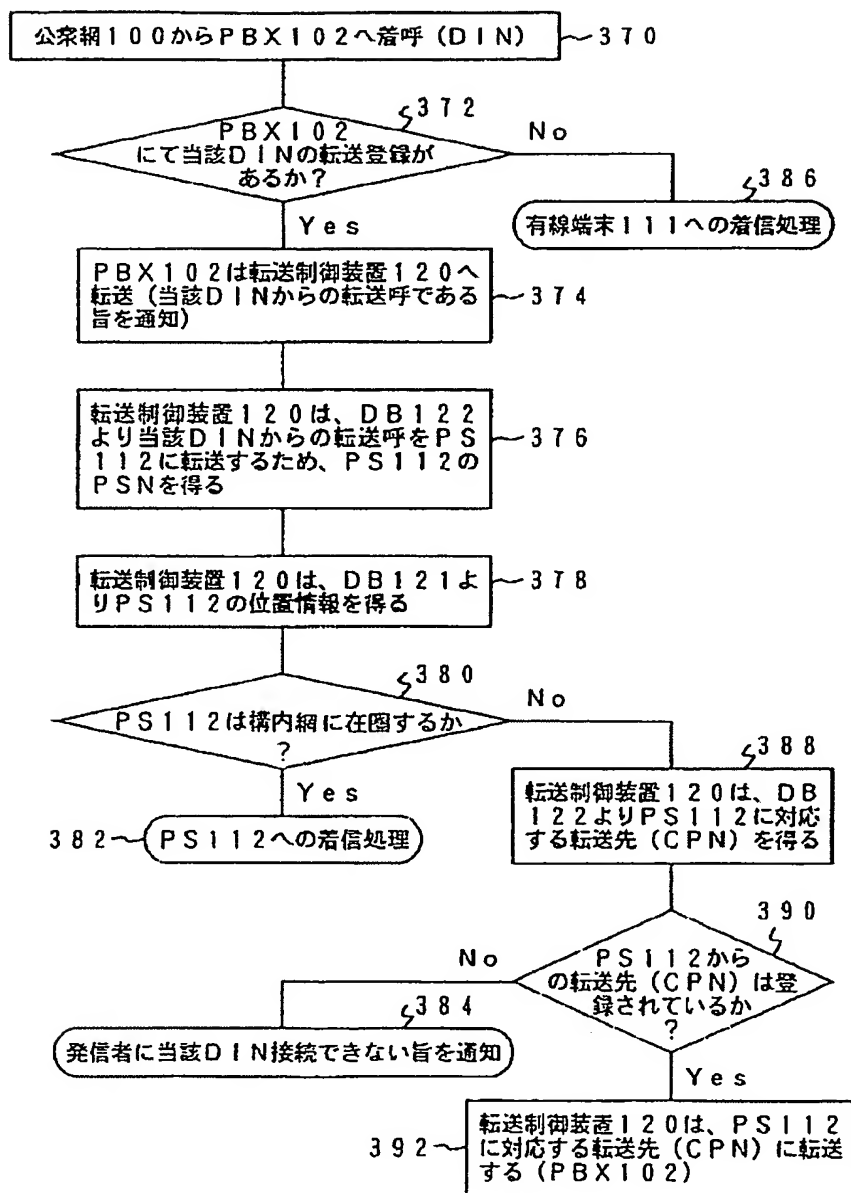 公衆網100からPBX102へ着呼(DIN)
370
372
PBX102
にて当該DINの転送登録が
あるか?
No
386
有線端末111への着信処理
Yes
PBX102は転送制御装置120へ
転送(当該DINからの転送呼である
旨を通知)
374
転送制御装置120は、DB122
より当該DINからの転送呼をPS
112に転送するため、PS112の
PSNを得る
376
転送制御装置120は、DB121よ
りPS112の位置情報を得る
378
380
PS112は構内網に在圏するか
?
No
Yes
382
PS112への着信処理
388
転送制御装置120は、DB
122よりPS112に対応
する転送先(CPN)を得る
390
PS112から
の転送先(CPN)は登
録されているか
?
No
384
発信者に当該DIN接続できない旨を通知
Yes
392
転送制御装置120は、PS112
に対応する転送先(CPN)に転送
する(PBX102)